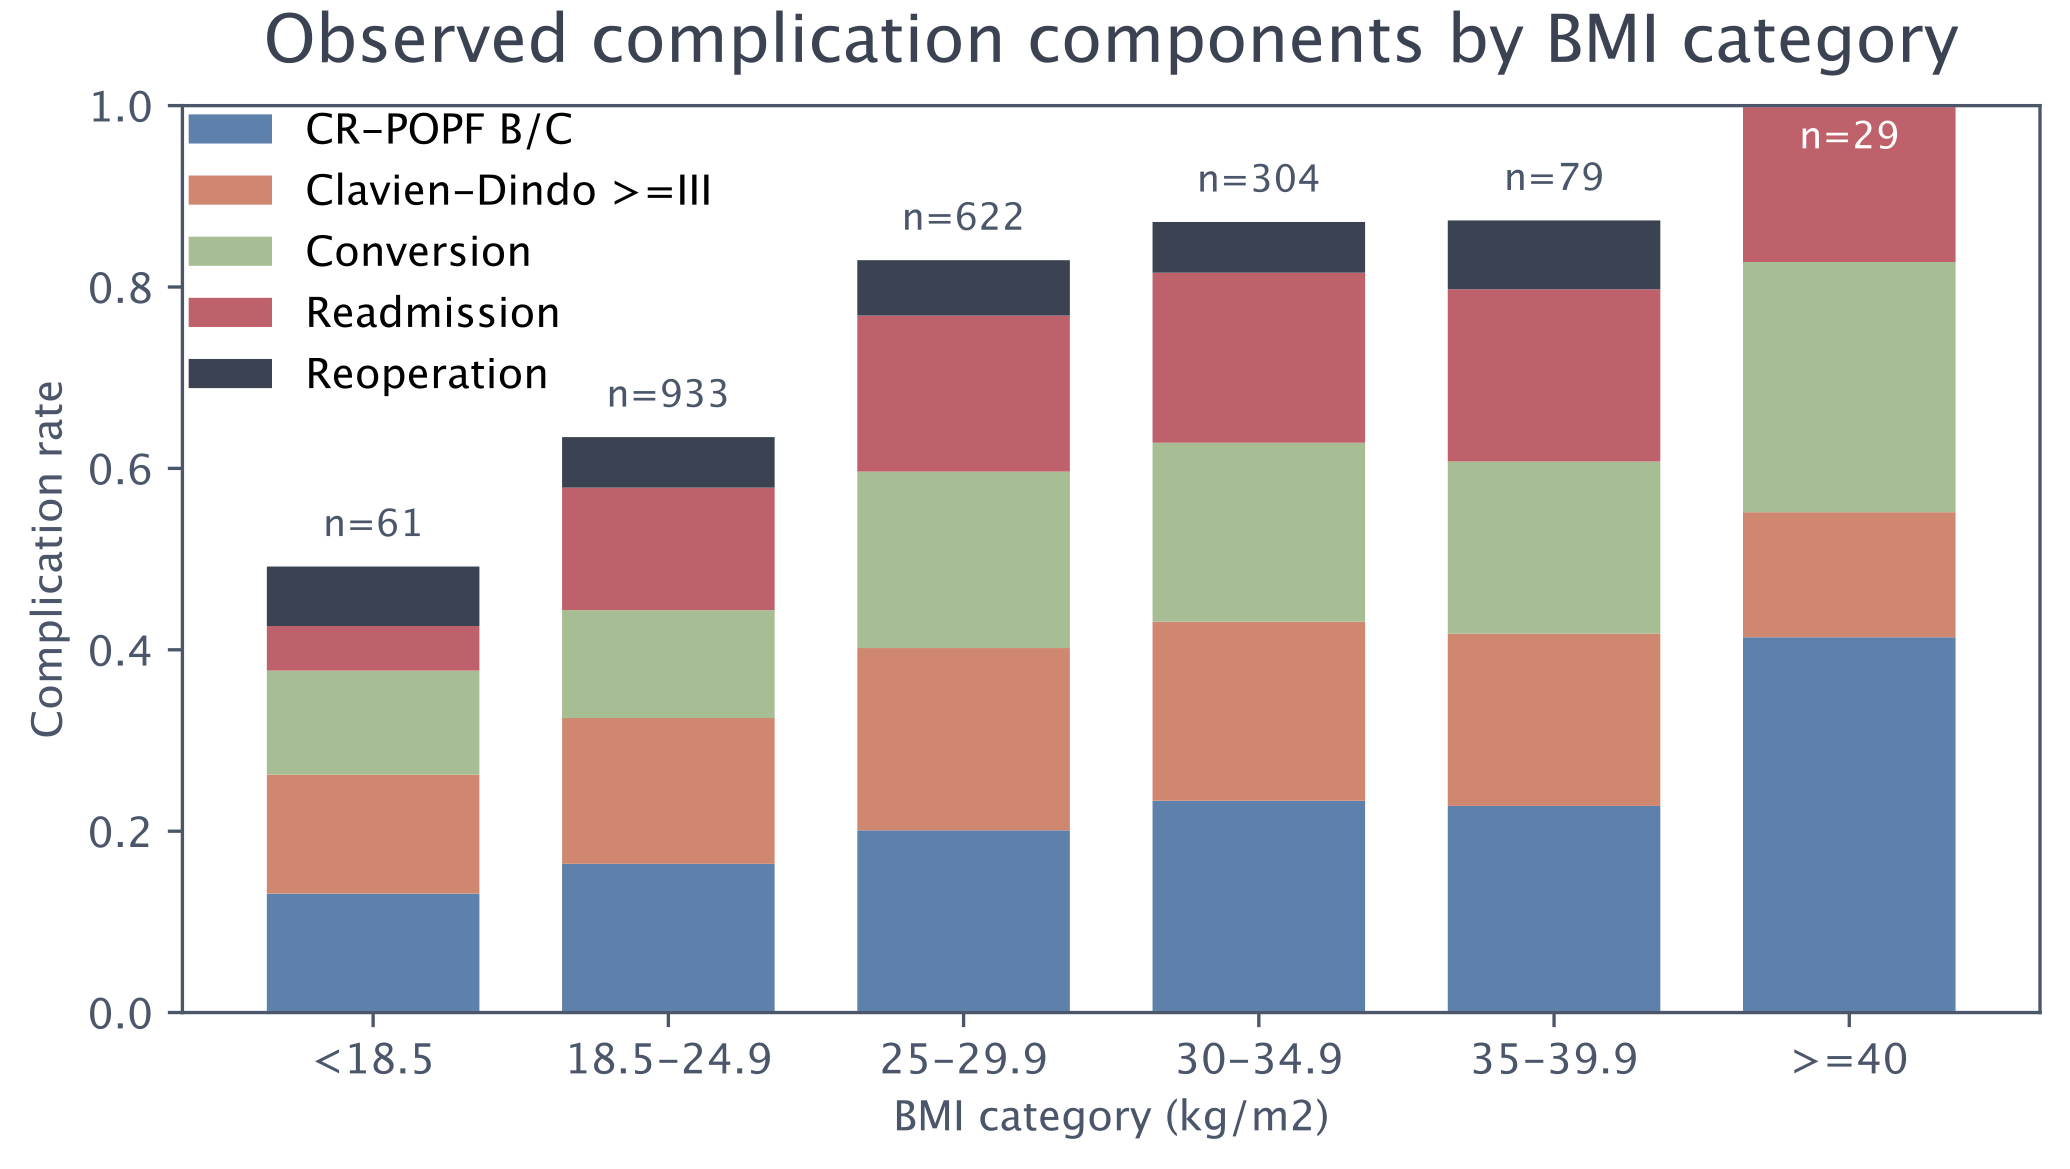 Observed complication components by BMI category
1.0
0.8
0.6
0.4
0.2
0.0
Complication rate
CR-POPF B/C
Clavien-Dindo >=III
Conversion
Readmission
Reoperation
n=61
n=933
n=622
n=304
n=79
n=29
<18.5
18.5-24.9
25-29.9
30-34.9
35-39.9
>=40
BMI category (kg/m2)